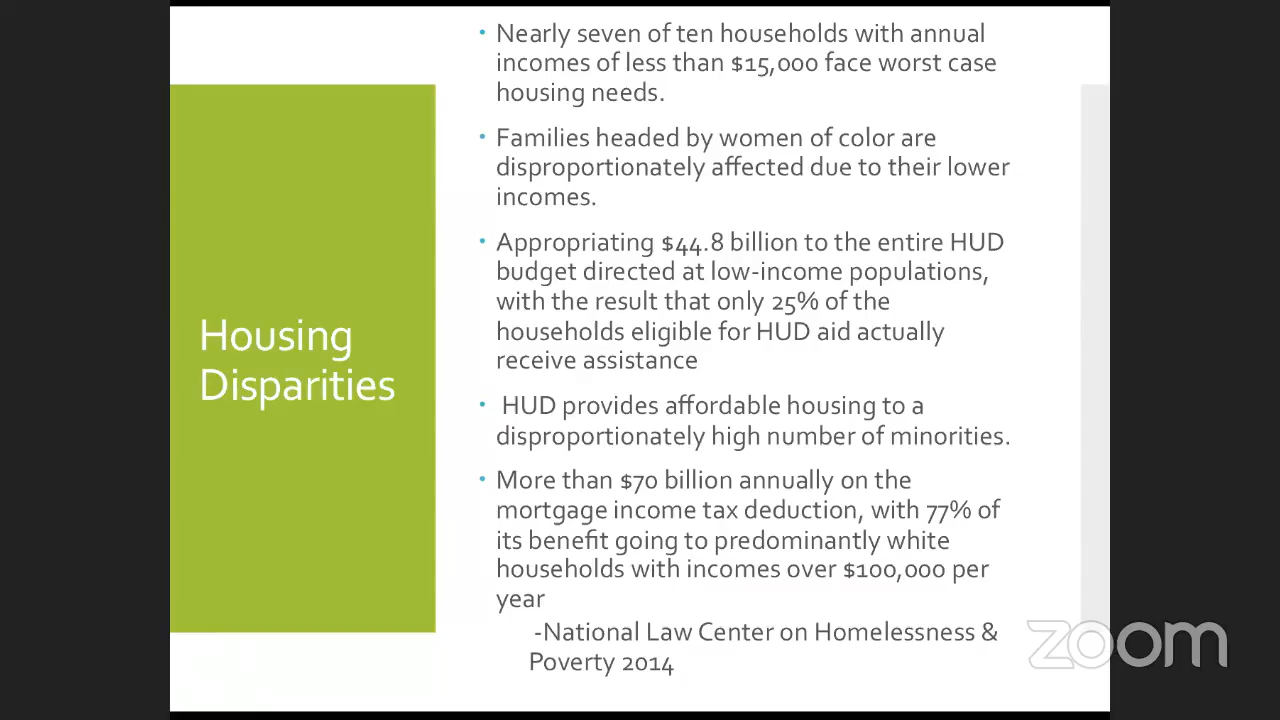 Housing
Disparities
• Nearly seven of ten households with annual
incomes of less than $15,000 face worst case
housing needs.
• Families headed by women of color are
disproportionately affected due to their lower
incomes.
• Appropriating $44.8 billion to the entire HUD
budget directed at low-income populations,
with the result that only 25% of the
households eligible for HUD aid actually
receive assistance
• HUD provides affordable housing to a
disproportionately high number of minorities.
• More than $70 billion annually on the
mortgage income tax deduction, with 77% of
its benefit going to predominantly white
households with incomes over $100,000 per
year
-National Law Center on Homelessness &
Poverty 2014
zoom